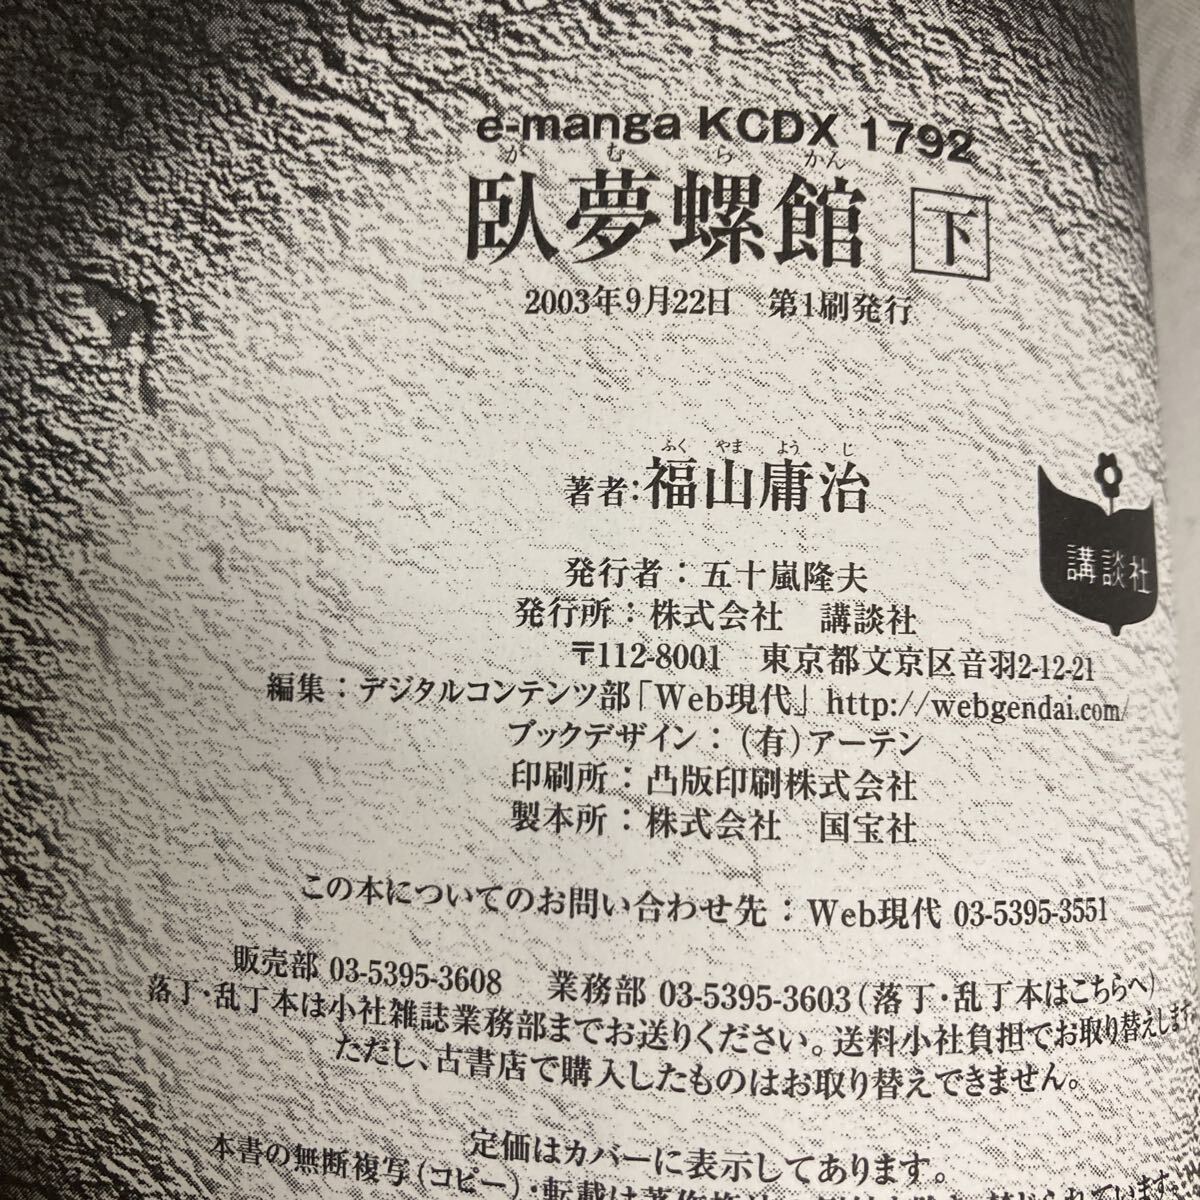 e-manga KCDX 1792
がむらかん
臥夢螺館 下
2003年9月22日 第1刷発行
ふくやまようじ
著者:福山庸治
講談社
発行者:五十嵐隆夫
発行所:株式会社 講談社
〒112-8001 東京都文京区音羽2-12-21
編集:デジタルコンテンツ部「Web現代」http://webgendai.com/
ブックデザイン:(有)アーテン
印刷所:凸版印刷株式会社
製本所:株式会社 国宝社
この本についてのお問い合わせ先:Web現代 03-5395-3551
販売部 03-5395-3608 業務部 03-5395-3603(落丁・乱丁本はこちらへ)
落丁・乱丁本は小社雑誌業務部までお送りください。送料小社負担でお取り替えします
ただし、古書店で購入したものはお取り替えできません。
定価はカバーに表示してあります。
本書の無断複写(コピー)・転載は著作権法